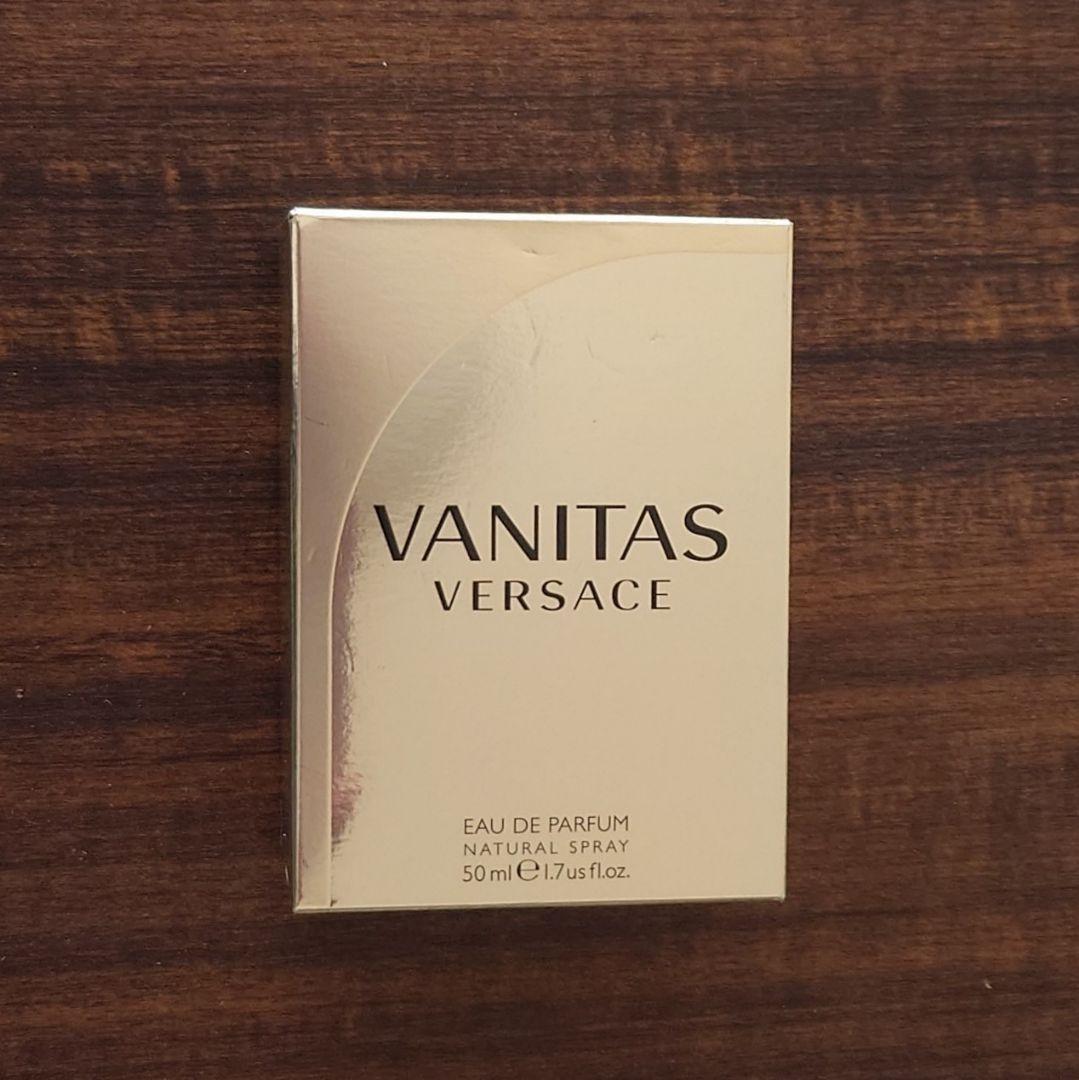 VANITAS
VERSACE
EAU DE PARFUM
NATURAL SPRAY
50 ml ℮ 1.7 us fl.oz.